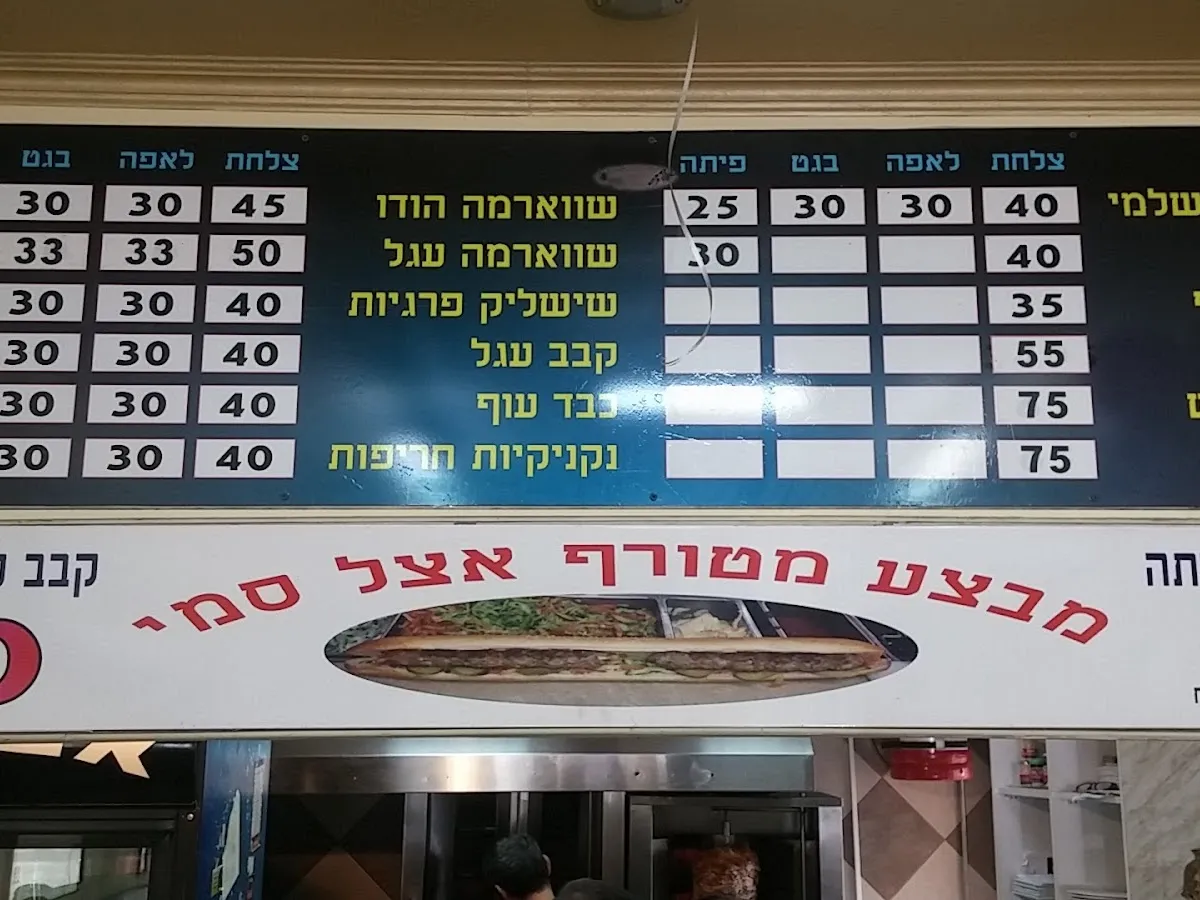 צלחת לאפה בגט פיתה צלחת לאפה בגט
שלמי 40 30 30 25 שווארמה הודו 45 30 30
40 30 שווארמה עגל 50 33 33
35 שישליק פרגיות 40 30 30
55 קבב עגל 40 30 30
75 כבד עוף 40 30 30
75 נקניקיות חריפות 40 30 30
מבצע מטורף אצל סמי
קבב